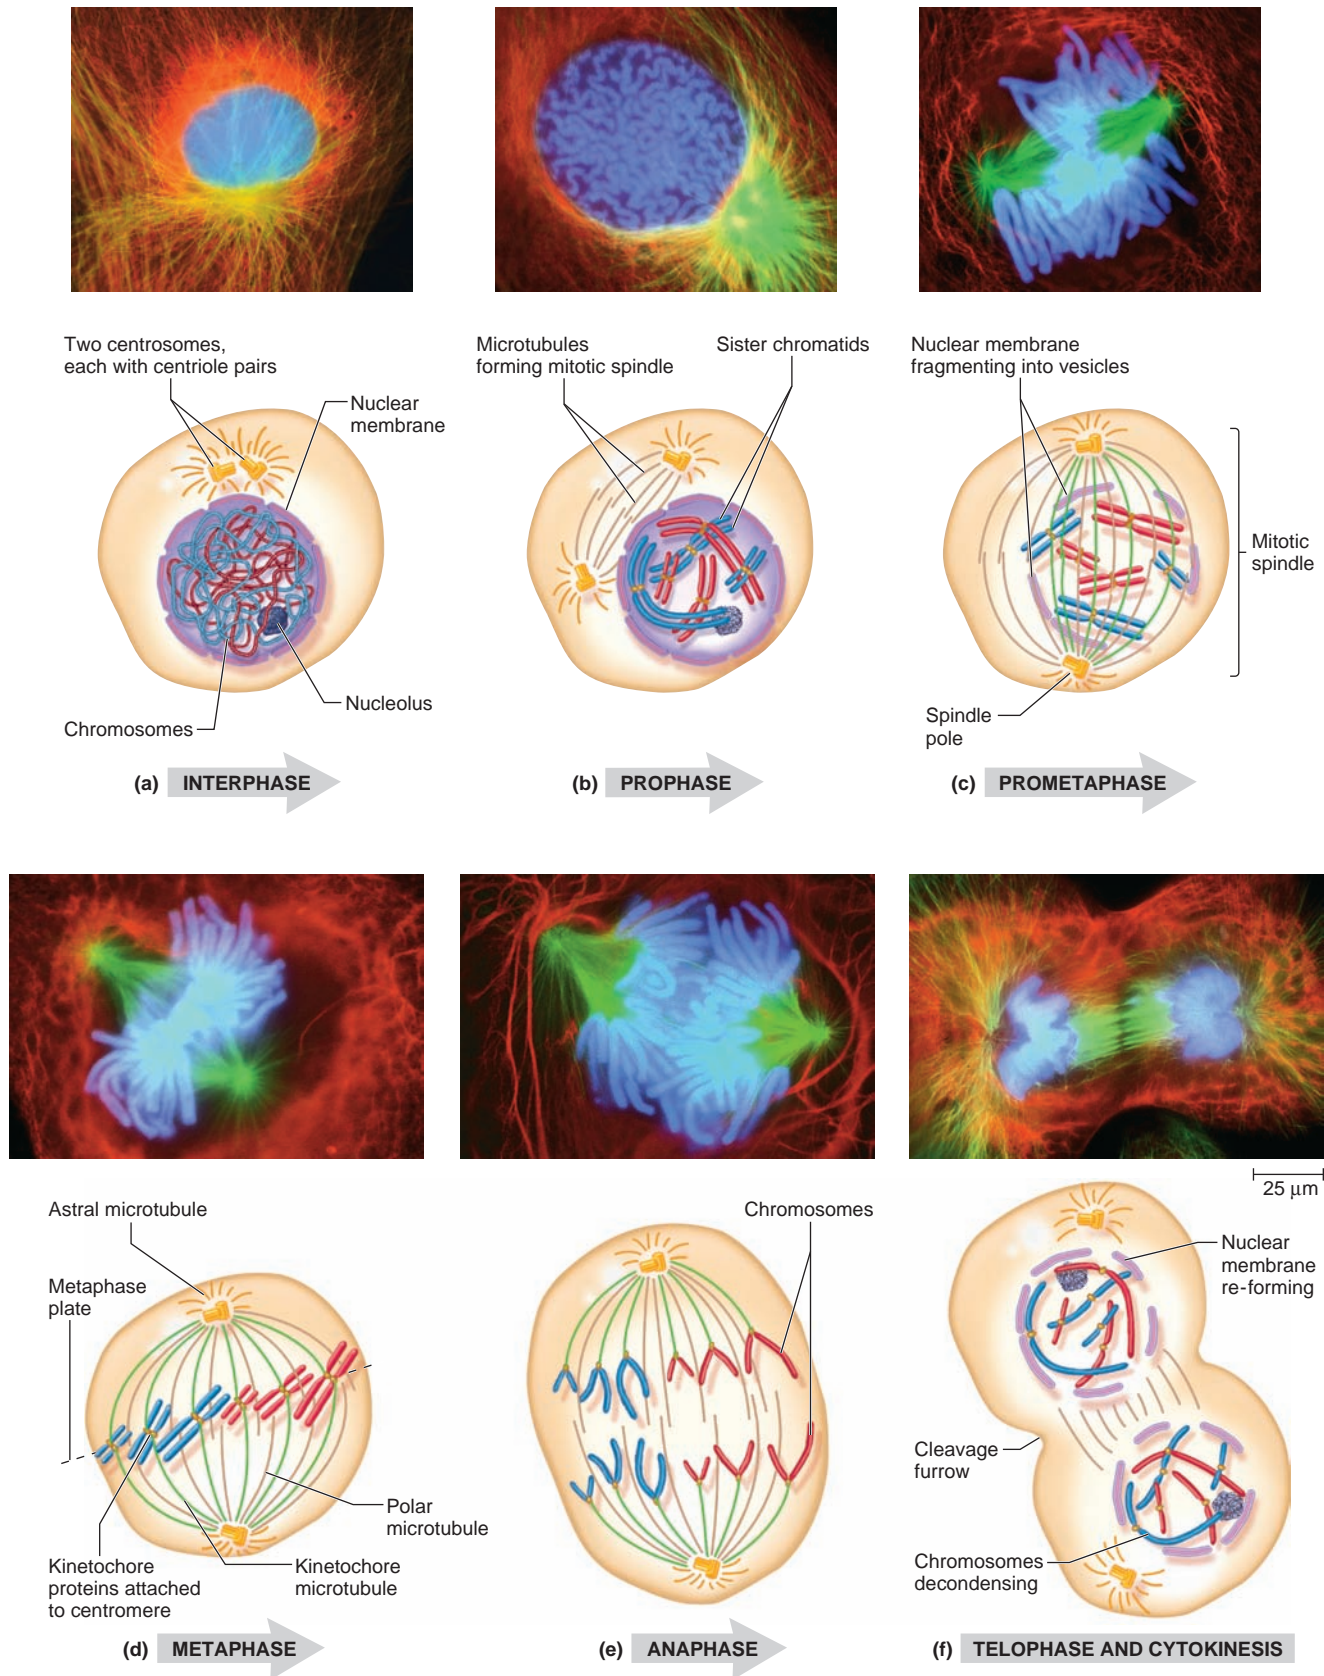 Two centrosomes,
each with centriole pairs
Nuclear
membrane
Nucleolus
Chromosomes
(a) INTERPHASE
Microtubules
forming mitotic spindle
Sister chromatids
(b) PROPHASE
Nuclear membrane
fragmenting into vesicles
Mitotic
spindle
Spindle
pole
(c) PROMETAPHASE
Astral microtubule
Metaphase
plate
Polar
microtubule
Kinetochore
proteins attached
to centromere
Kinetochore
microtubule
(d) METAPHASE
Chromosomes
(e) ANAPHASE
25 μm
Nuclear
membrane
re-forming
Cleavage
furrow
Chromosomes
decondensing
(f) TELOPHASE AND CYTOKINESIS